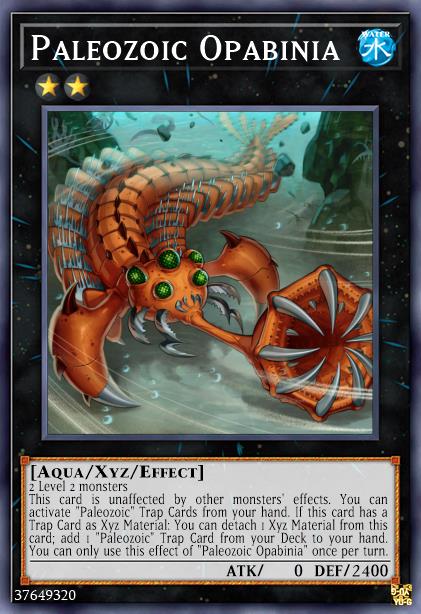 PALEOZOIC OPABINIA
WATER
水
[AQUA/XYZ/EFFECT]
2 Level 2 monsters
This card is unaffected by other monsters' effects. You can
activate "Paleozoic" Trap Cards from your hand. If this card has a
Trap Card as Xyz Material: You can detach 1 Xyz Material from this
card; add 1 "Paleozoic" Trap Card from your Deck to your hand.
You can only use this effect of "Paleozoic Opabinia" once per turn.
ATK/ 0 DEF/2400
37649320